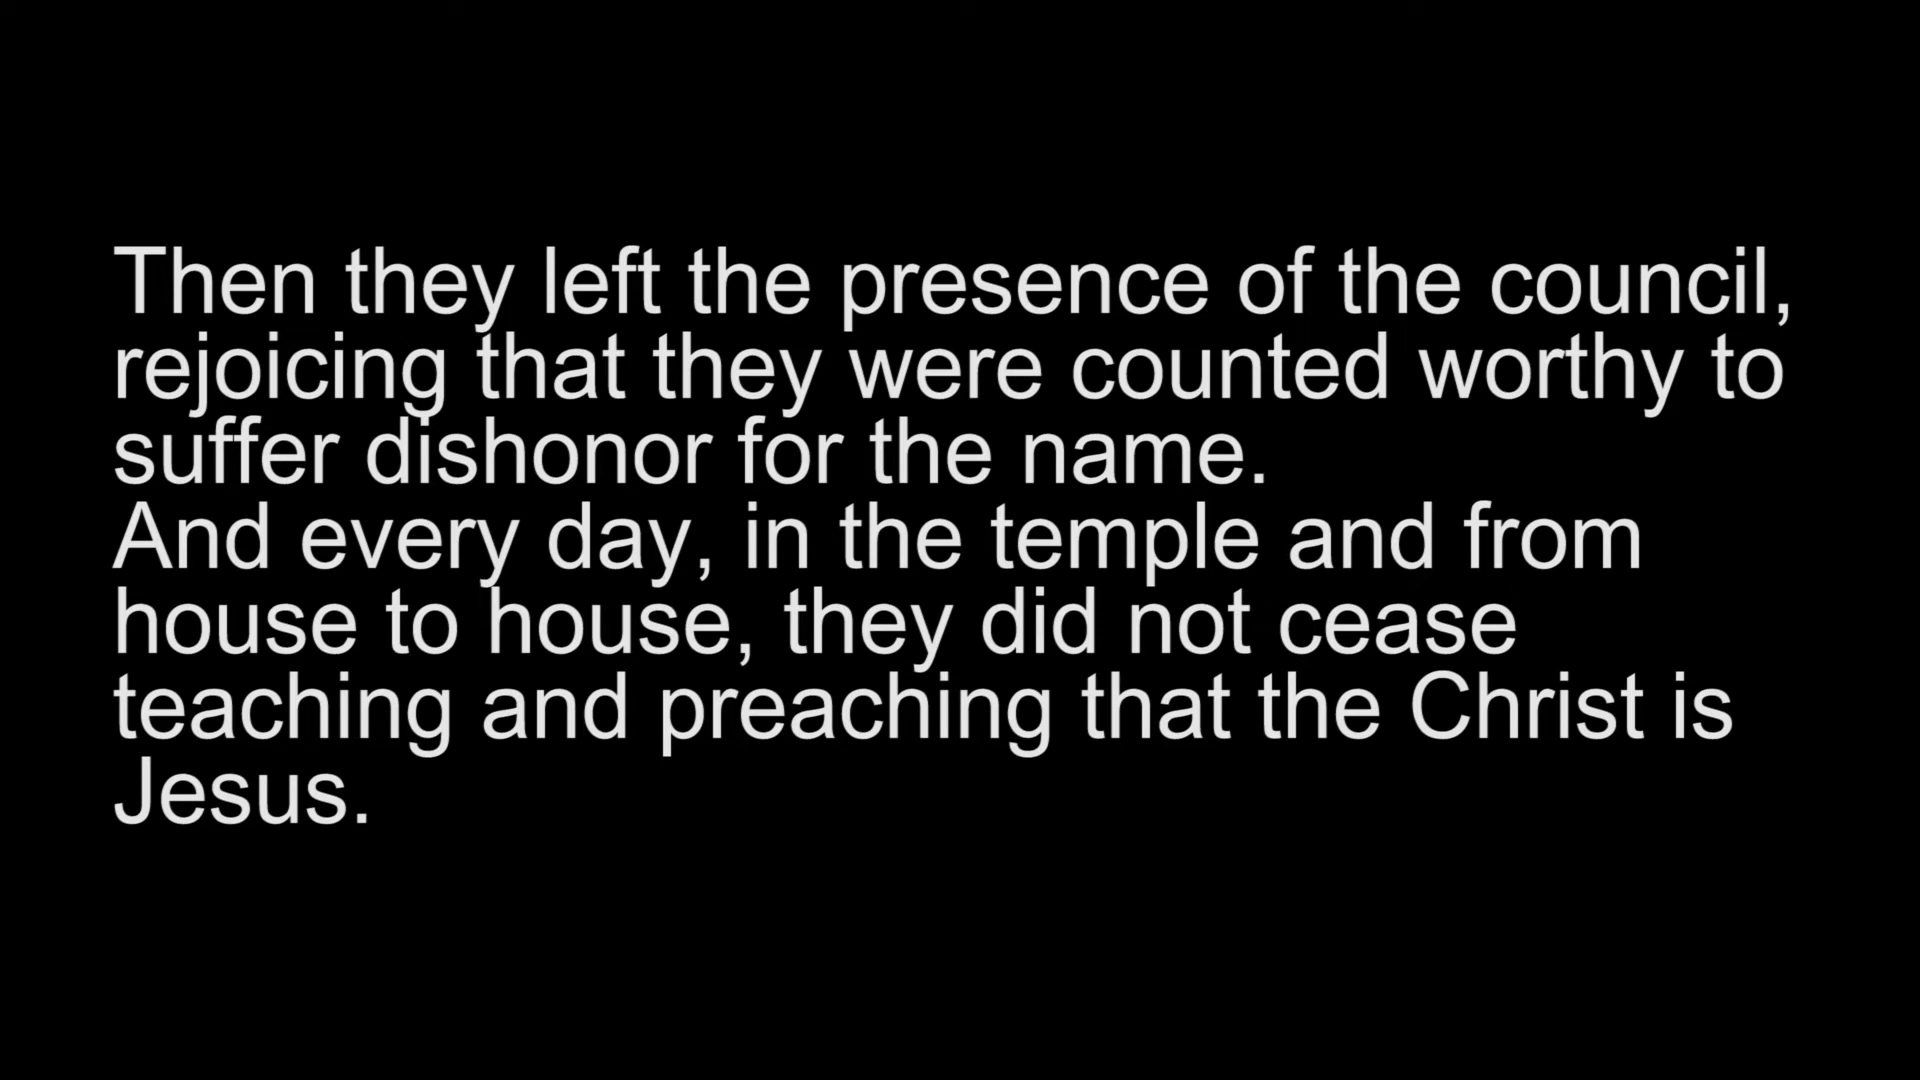 Then they left the presence of the council,
rejoicing that they were counted worthy to
suffer dishonor for the name.
And every day, in the temple and from
house to house, they did not cease
teaching and preaching that the Christ is
Jesus.